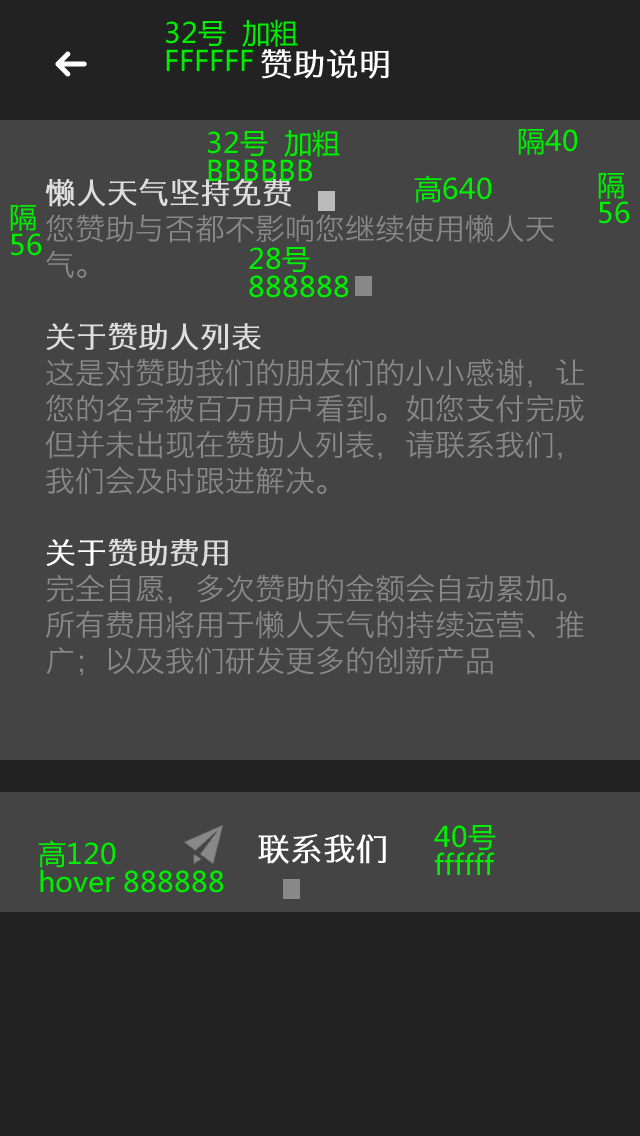 32号 加粗
FFFFFF
赞助说明
32号 加粗
BBBBBB
隔40
高640
隔
56
隔
56
懒人天气坚持免费
您赞助与否都不影响您继续使用懒人天
气。
28号
888888
关于赞助人列表
这是对赞助我们的朋友们的小小感谢，让
您的名字被百万用户看到。如您支付完成
但并未出现在赞助人列表，请联系我们，
我们会及时跟进解决。
关于赞助费用
完全自愿，多次赞助的金额会自动累加。
所有费用将用于懒人天气的持续运营、推
广；以及我们研发更多的创新产品
高120
hover 888888
联系我们
40号
ffffff